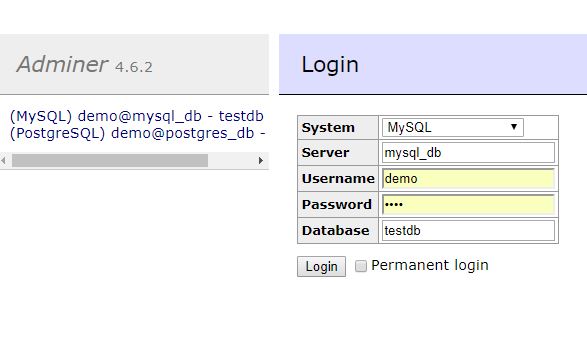 Adminer 4.6.2
(MySQL) demo@mysql_db - testdb
(PostgreSQL) demo@postgres_db -
Login
System MySQL
Server mysql_db
Username demo
Password ••••
Database testdb
Login Permanent login